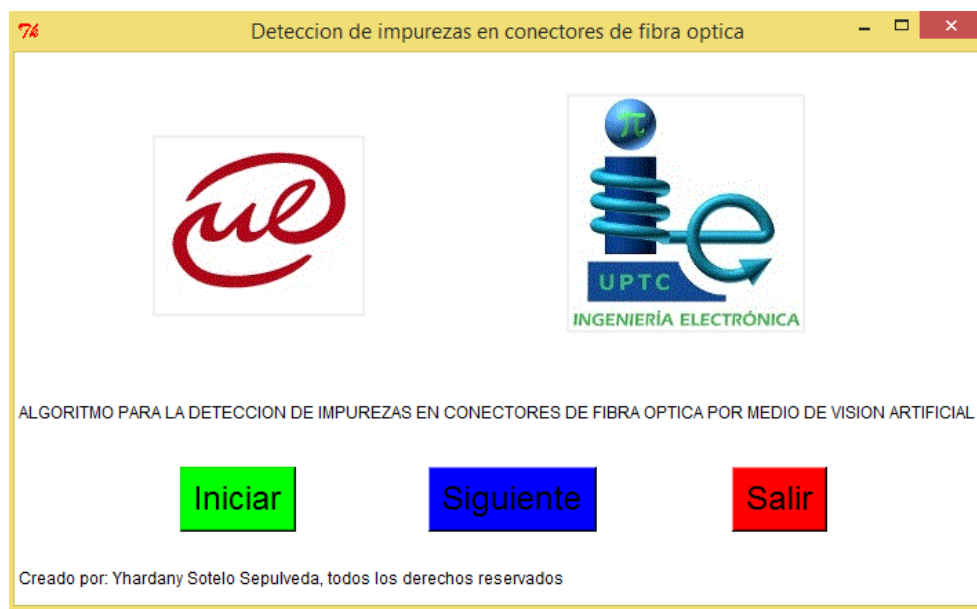 Deteccion de impurezas en conectores de fibra optica
π
UPTC
INGENIERÍA ELECTRÓNICA
ALGORITMO PARA LA DETECCION DE IMPUREZAS EN CONECTORES DE FIBRA OPTICA POR MEDIO DE VISION ARTIFICIAL
Iniciar
Siguiente
Salir
Creado por: Yhardany Sotelo Sepulveda, todos los derechos reservados